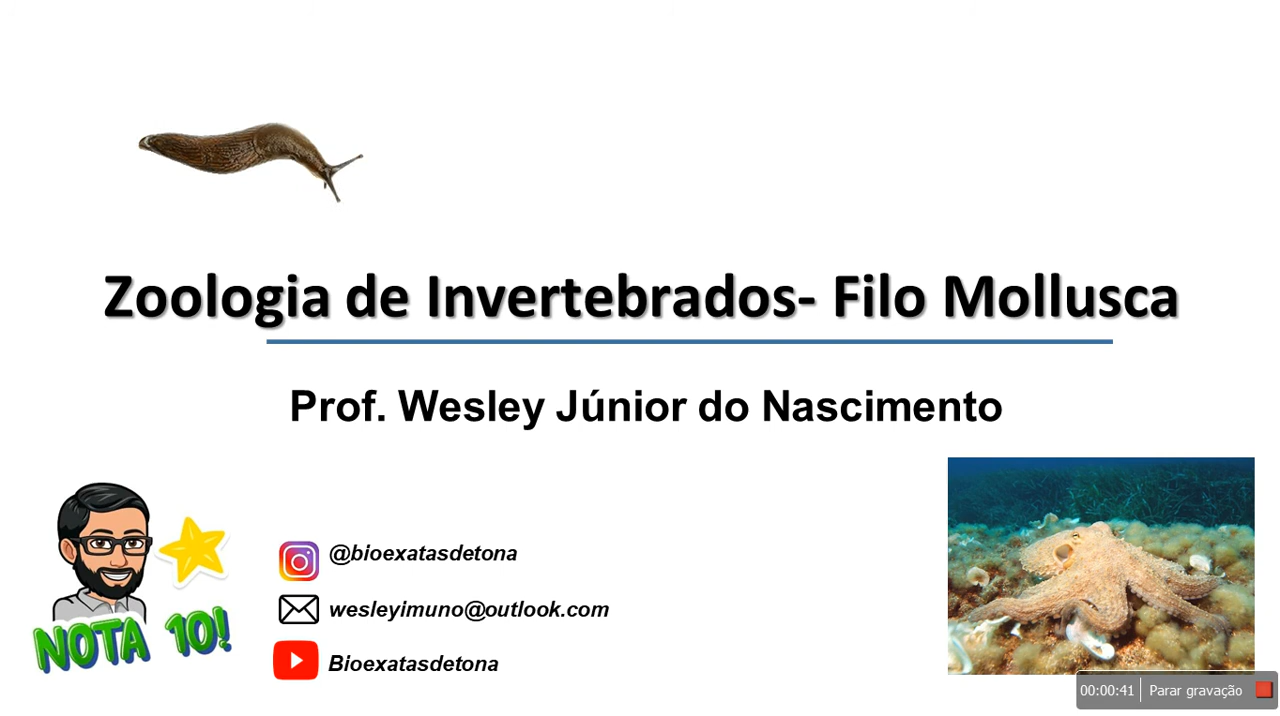 Zoologia de Invertebrados- Filo Mollusca
Prof. Wesley Júnior do Nascimento
NOTA 10!
@bioexatasdetona
wesleyimuno@outlook.com
Bioexatasdetona
00:00:41 Parar gravação